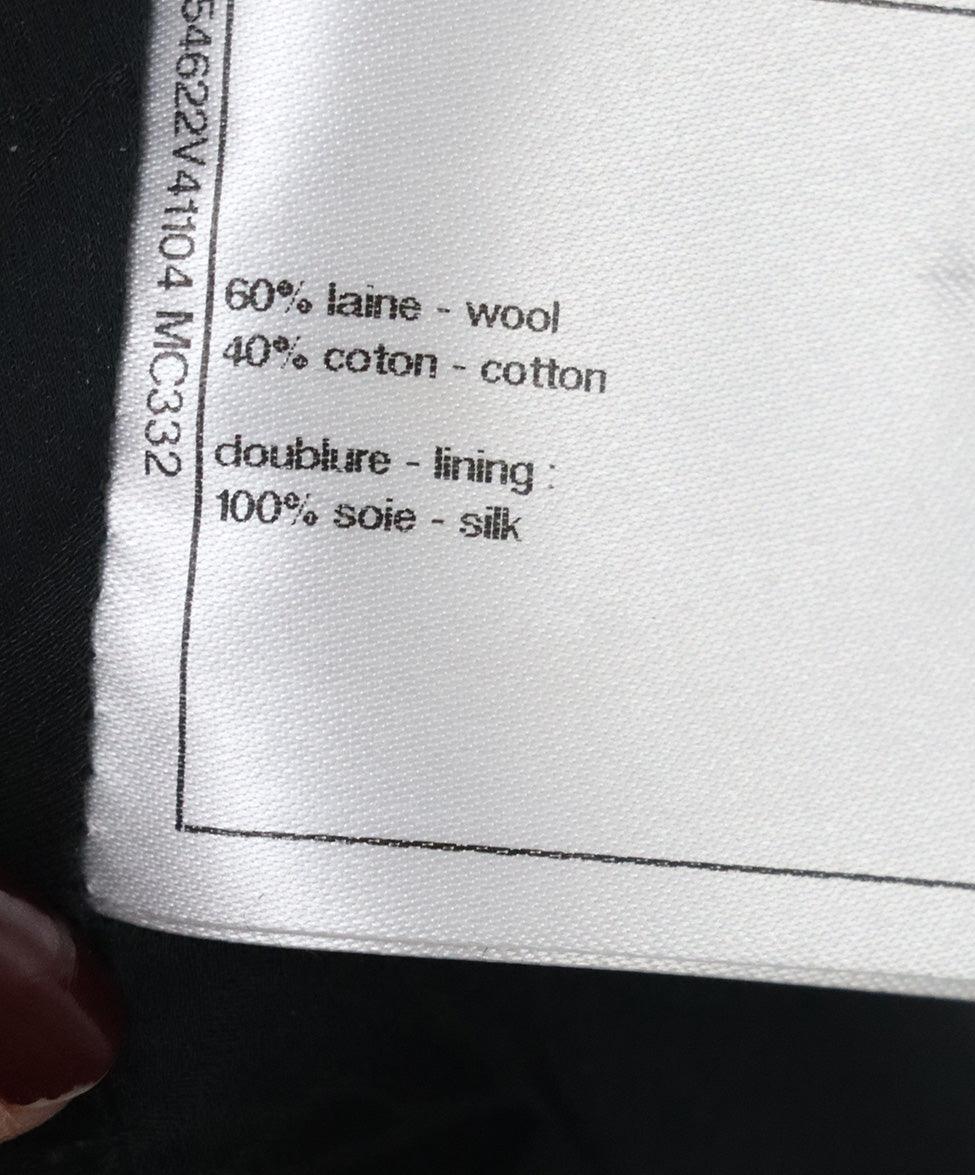 54622V41104 MC332
60% laine - wool
40% coton - cotton
doublure - lining :
100% soie - silk